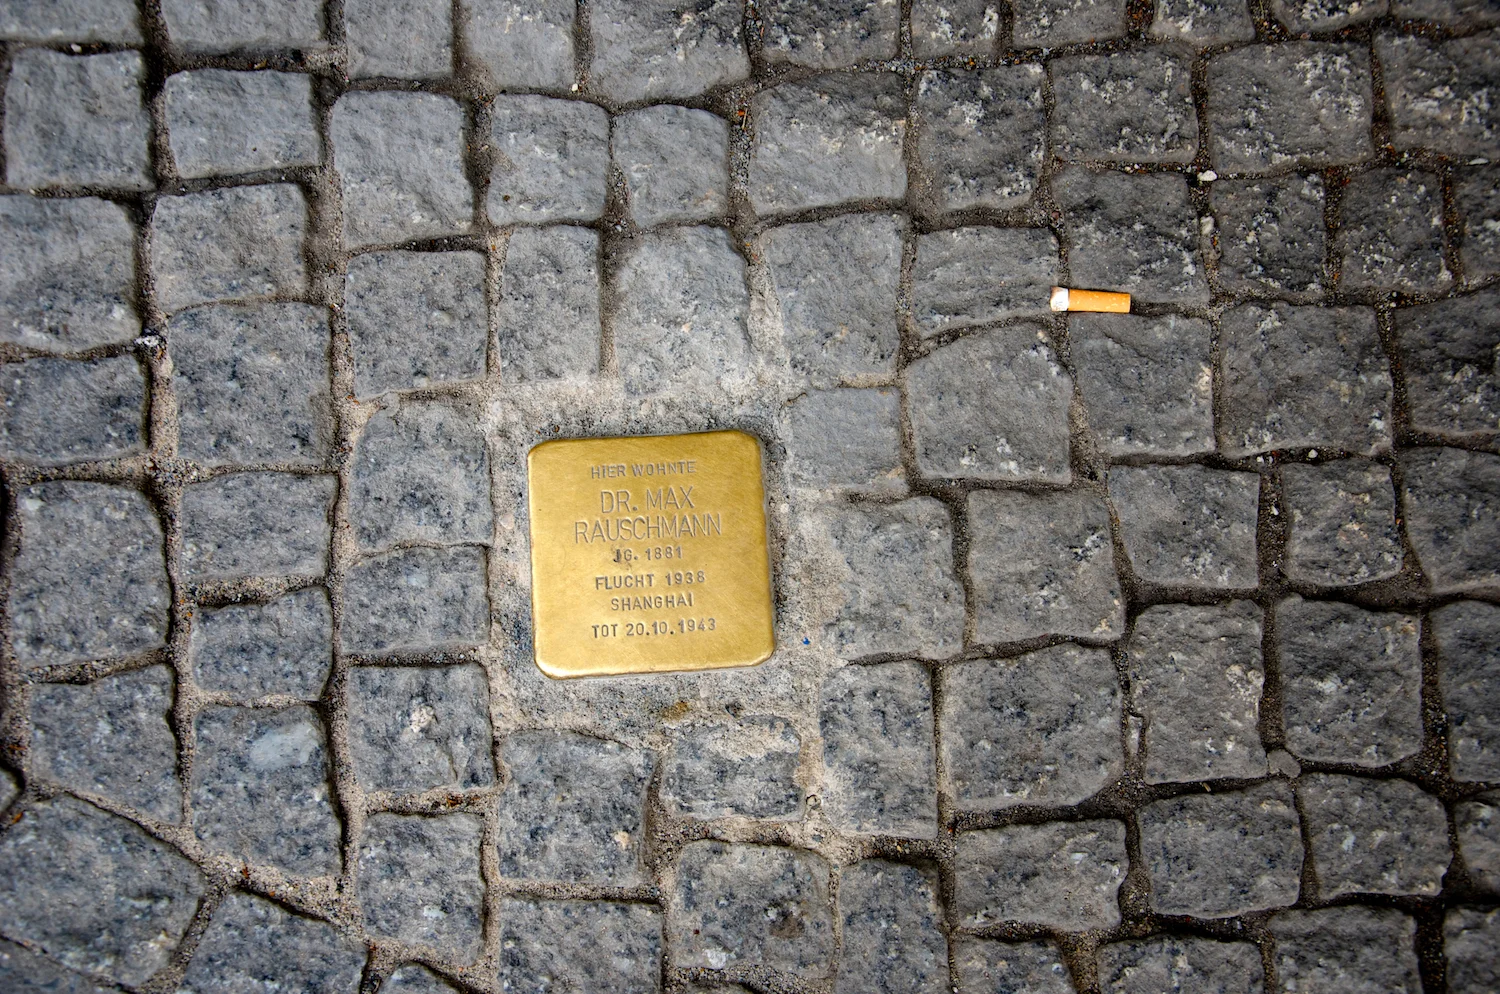 HIER WOHNTE
DR. MAX
RAUSCHMANN
JG. 1881
FLUCHT 1938
SHANGHAI
TOT 20.10.1943